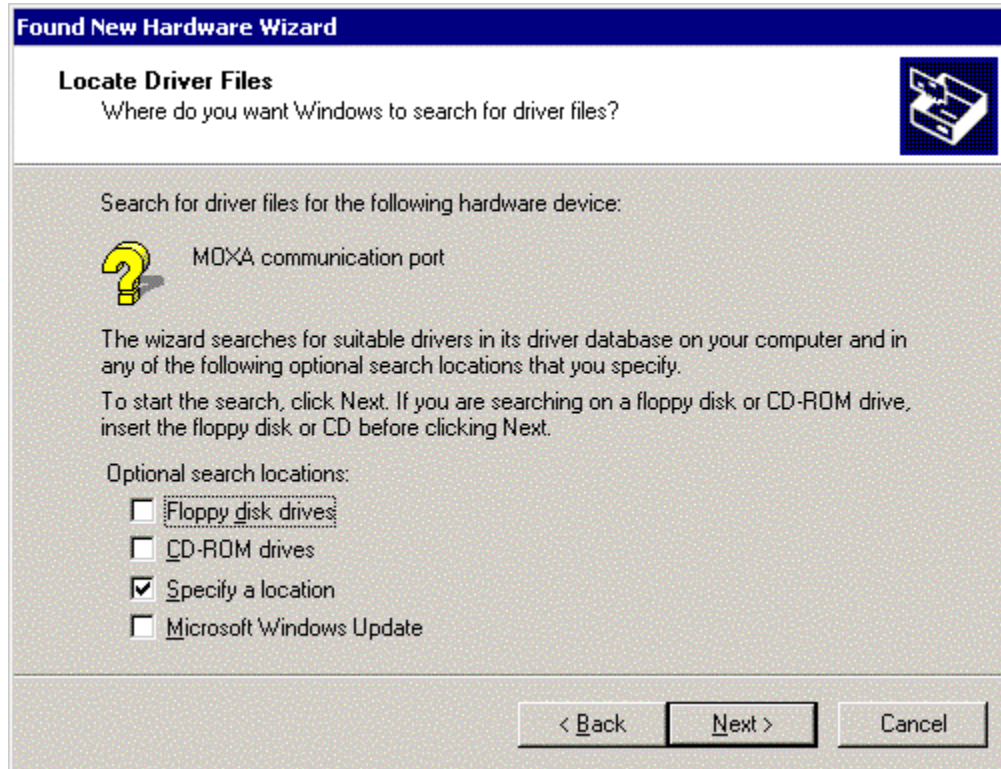 Found New Hardware Wizard
Locate Driver Files
Where do you want Windows to search for driver files?
Search for driver files for the following hardware device:
MOXA communication port
The wizard searches for suitable drivers in its driver database on your computer and in
any of the following optional search locations that you specify.
To start the search, click Next. If you are searching on a floppy disk or CD-ROM drive,
insert the floppy disk or CD before clicking Next.
Optional search locations:
Floppy disk drives
CD-ROM drives
Specify a location
Microsoft Windows Update
< Back Next > Cancel